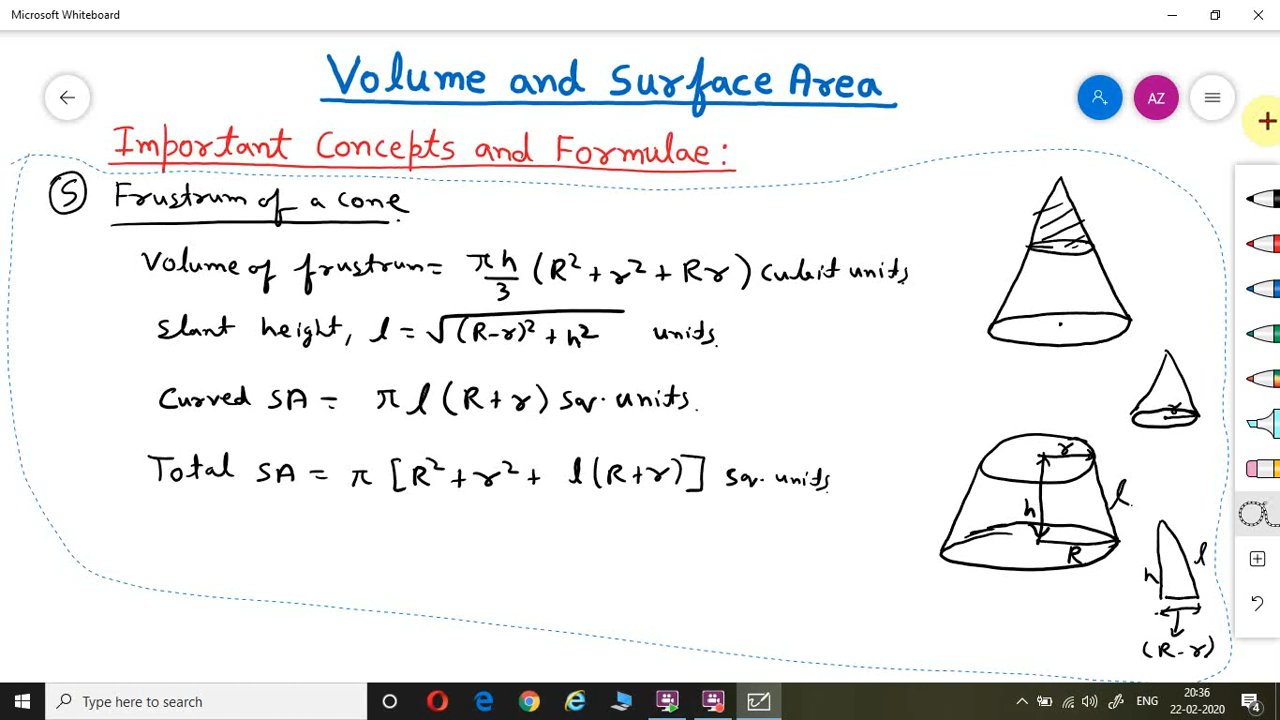 Microsoft Whiteboard
Volume and Surface Area
AZ
Important Concepts and Formulae:
5 Frustrum of a cone
Volume of frustrum = πh/3 (R² + r² + Rr) cubit units
Slant height, l = √(R-r)² + h² units
Curved SA = πl(R+r) sq. units
Total SA = π [R² + r² + l(R+r)] sq. units
r
r
h
l
R
h
l
(R-r)
Type here to search
ENG
20:36
22-02-2020
4